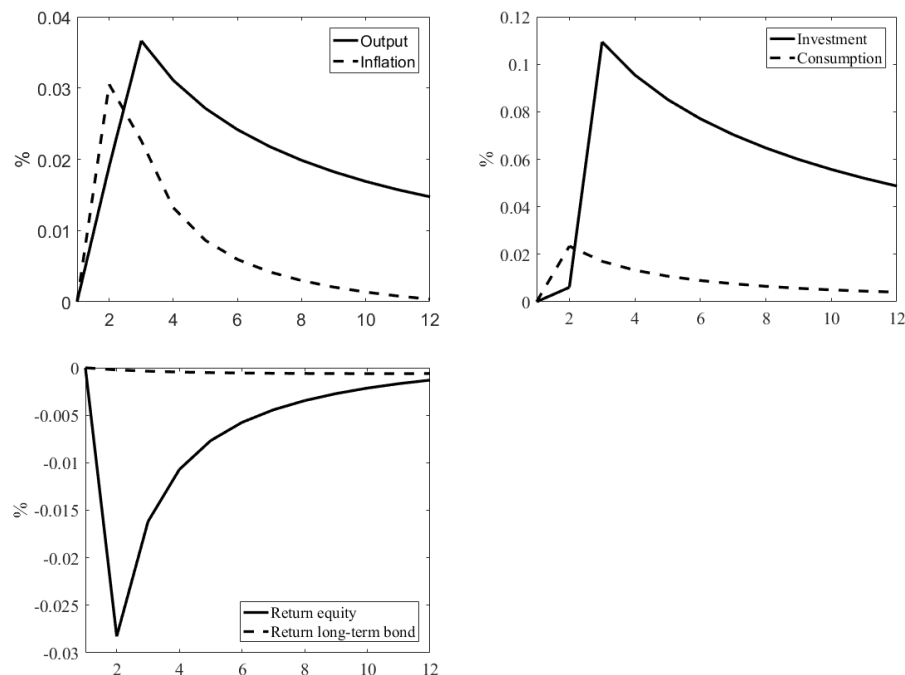 0.04
0.03
0.02
0.01
0
%
Output
Inflation
2 4 6 8 10 12
0.12
0.1
0.08
0.06
0.04
0.02
0
%
Investment
Consumption
2 4 6 8 10 12
0
-0.005
-0.01
-0.015
-0.02
-0.025
-0.03
%
Return equity
Return long-term bond
2 4 6 8 10 12